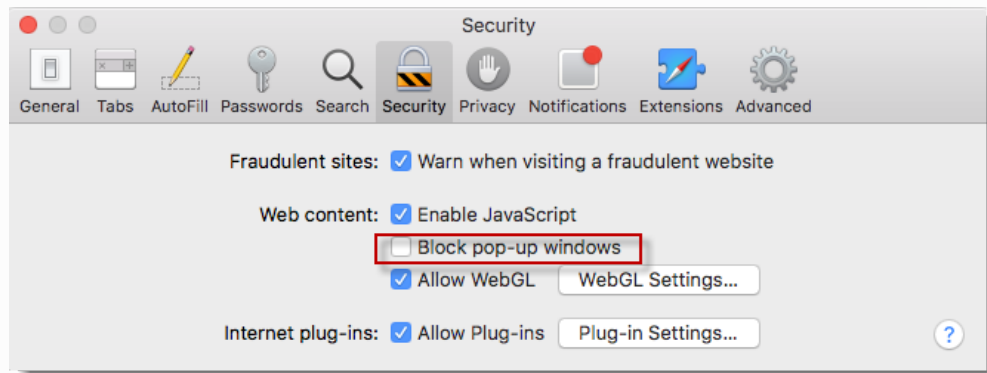 Security
General Tabs AutoFill Passwords Search Security Privacy Notifications Extensions Advanced
Fraudulent sites: Warn when visiting a fraudulent website
Web content: Enable JavaScript
Block pop-up windows
Allow WebGL WebGL Settings...
Internet plug-ins: Allow Plug-ins Plug-in Settings... ?